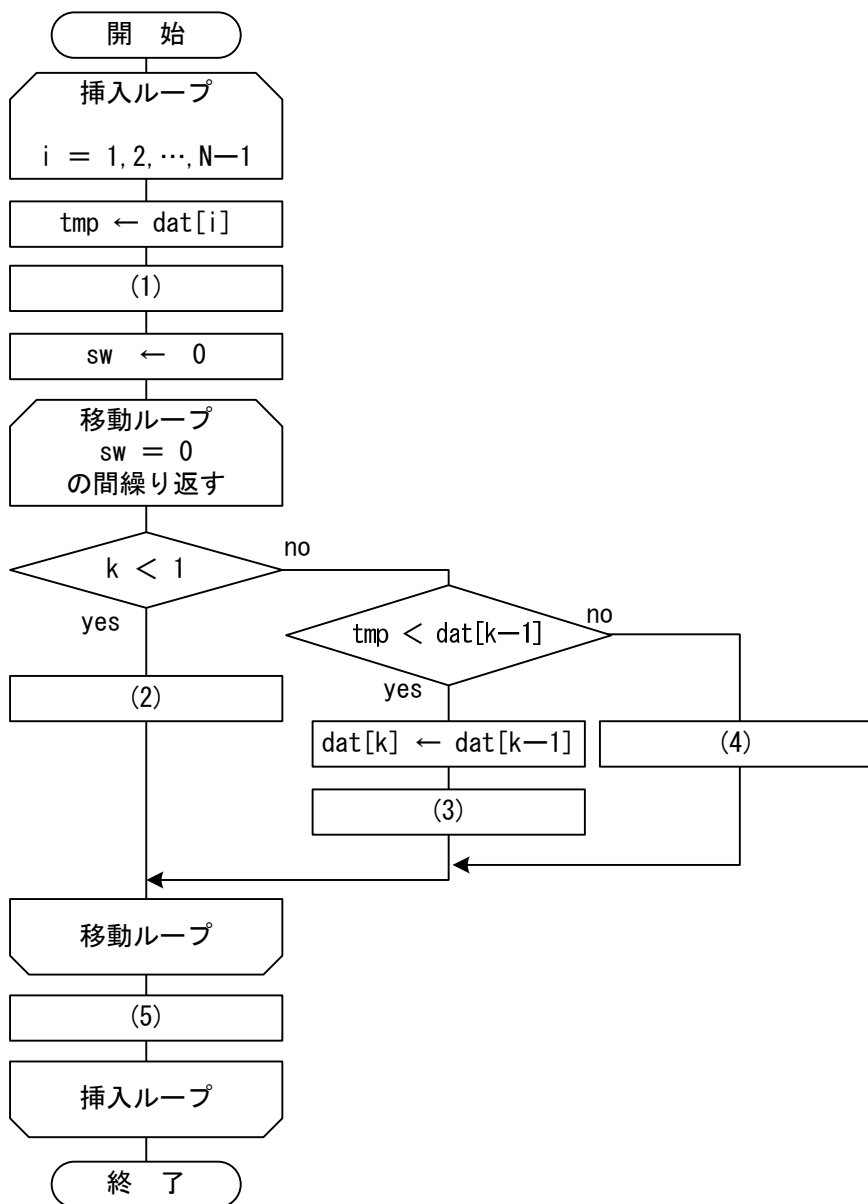 開　始
挿入ループ
i ＝ 1,2,…,N－1
tmp ← dat[i]
(1)
sw ← 0
移動ループ
sw ＝ 0
の間繰り返す
k ＜ 1
no
yes
tmp ＜ dat[k－1]
no
yes
(2)
dat[k] ← dat[k－1]
(4)
(3)
移動ループ
(5)
挿入ループ
終　了